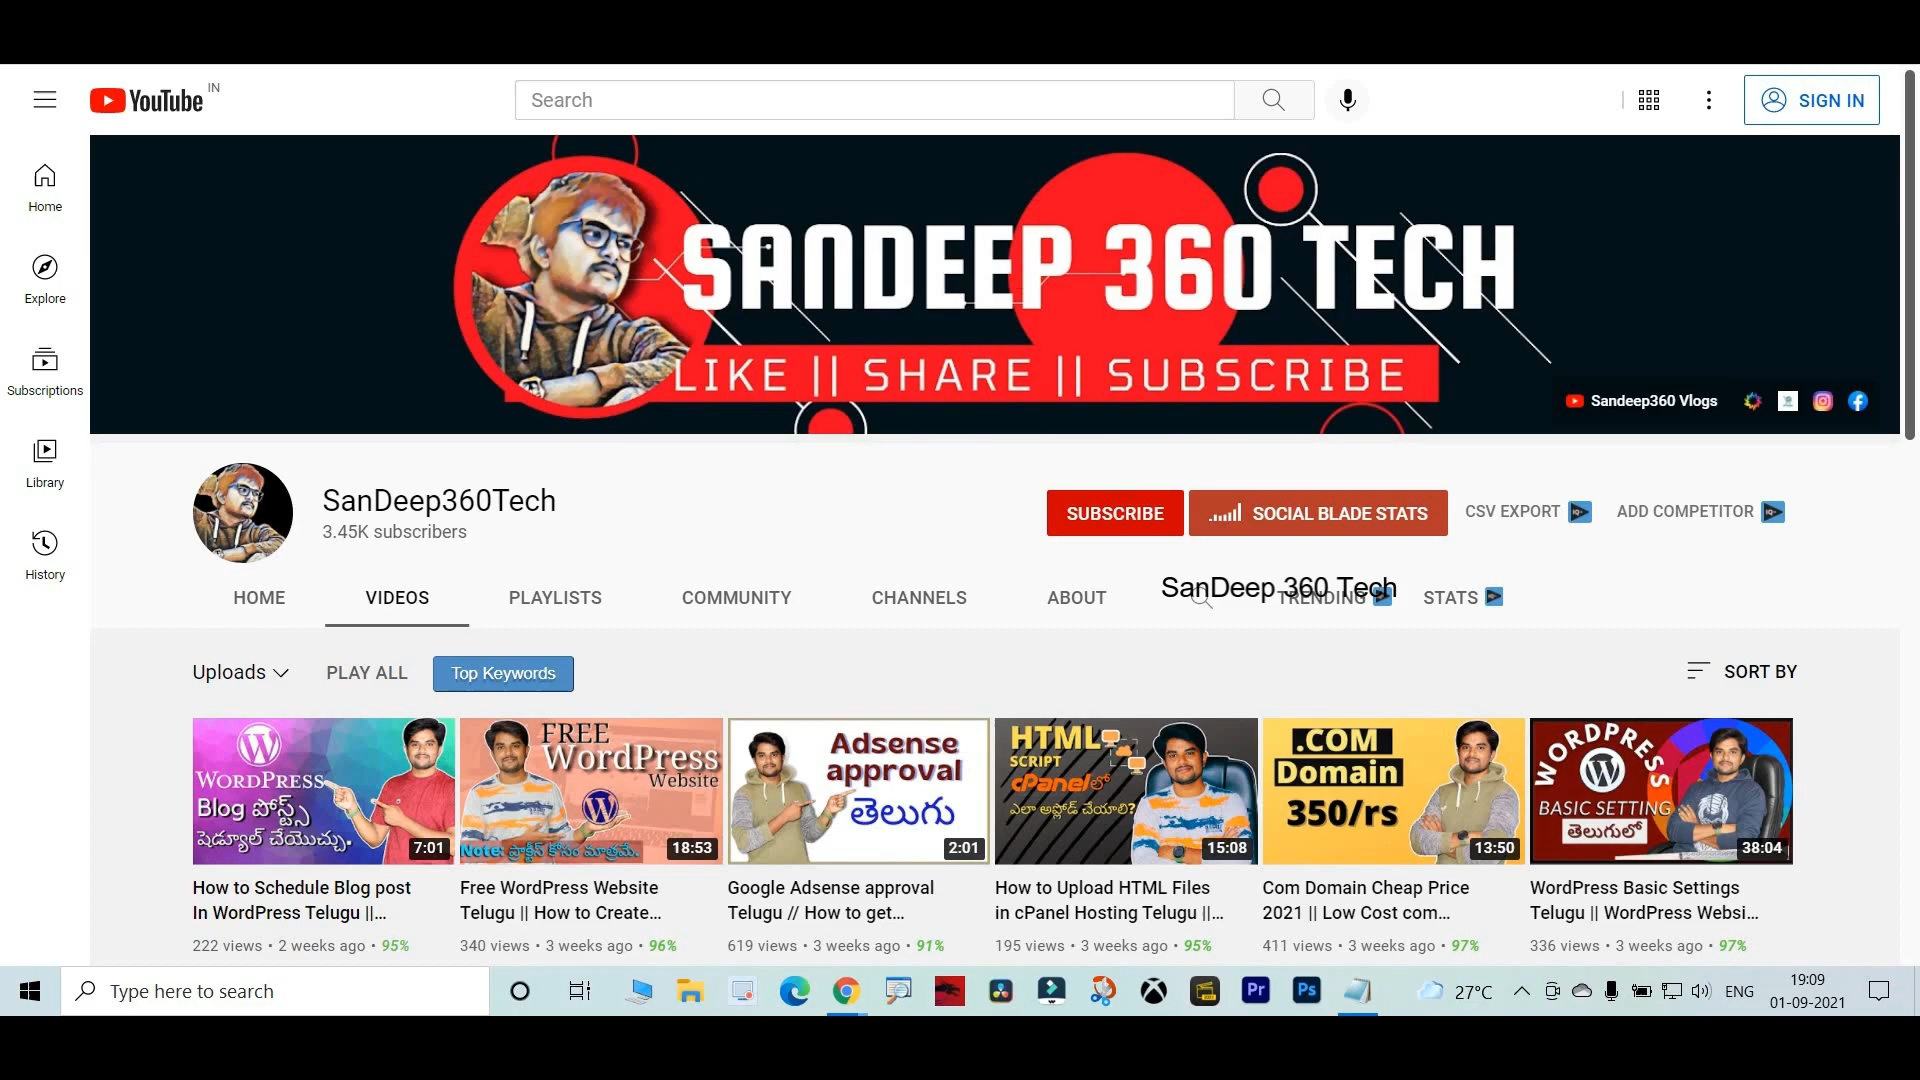 YouTube IN
Search
SIGN IN
Home
Explore
Subscriptions
Library
History
SANDEEP 360 TECH
LIKE || SHARE || SUBSCRIBE
Sandeep360 Vlogs
SanDeep360Tech
3.45K subscribers
SUBSCRIBE
SOCIAL BLADE STATS
CSV EXPORT
ADD COMPETITOR
HOME
VIDEOS
PLAYLISTS
COMMUNITY
CHANNELS
ABOUT
SanDeep 360 Tech
TRENDING
STATS
Uploads
PLAY ALL
Top Keywords
SORT BY
WORDPRESS
Blog పోస్ట్స్
షెడ్యూల్ చేయొచ్చు.
7:01
FREE
WordPress
Website
Note: ప్రాక్టీస్ కోసం మాత్రమే.
18:53
Adsense
approval
తెలుగు
2:01
HTML
SCRIPT
cPanelలో
ఎలా అప్లోడ్ చేయాలి?
15:08
.COM
Domain
350/rs
13:50
WORDPRESS
BASIC SETTING
తెలుగులో
38:04
How to Schedule Blog post
In WordPress Telugu ||...
222 views • 2 weeks ago • 95%
Free WordPress Website
Telugu || How to Create...
340 views • 3 weeks ago • 96%
Google Adsense approval
Telugu // How to get...
619 views • 3 weeks ago • 91%
How to Upload HTML Files
in cPanel Hosting Telugu ||...
195 views • 3 weeks ago • 95%
Com Domain Cheap Price
2021 || Low Cost com...
411 views • 3 weeks ago • 97%
WordPress Basic Settings
Telugu || WordPress Websi...
336 views • 3 weeks ago • 97%
Type here to search
Pr
Ps
27°C
ENG
19:09
01-09-2021